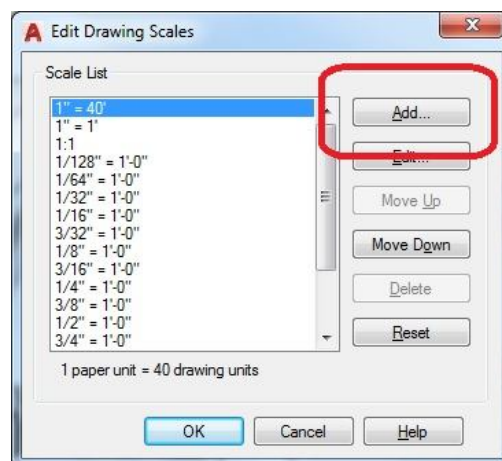 Edit Drawing Scales
Scale List
1" = 40'
1" = 1'
1:1
1/128" = 1'-0"
1/64" = 1'-0"
1/32" = 1'-0"
1/16" = 1'-0"
3/32" = 1'-0"
1/8" = 1'-0"
3/16" = 1'-0"
1/4" = 1'-0"
3/8" = 1'-0"
1/2" = 1'-0"
3/4" = 1'-0"
Add...
Edit...
Move Up
Move Down
Delete
Reset
1 paper unit = 40 drawing units
OK
Cancel
Help